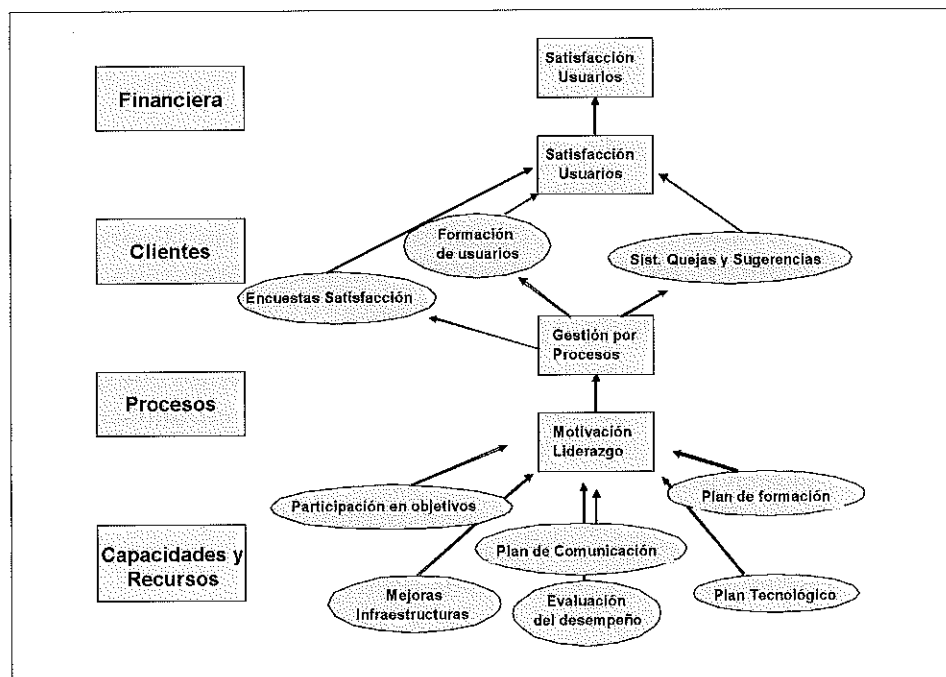 Satisfacción
Usuarios
Financiera
Satisfacción
Usuarios
Clientes
Formación
de usuarios
Sist. Quejas y Sugerencias
Encuestas Satisfacción
Gestión por
Procesos
Procesos
Motivación
Liderazgo
Participación en objetivos
Plan de formación
Capacidades y
Recursos
Plan de Comunicación
Mejoras
Infraestructuras
Evaluación
del desempeño
Plan Tecnológico